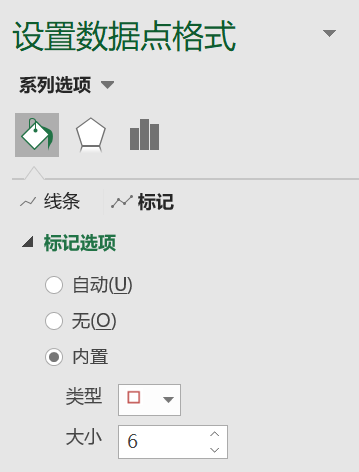 设置数据点格式
系列选项
线条 标记
标记选项
自动(U)
无(O)
内置
类型
大小 6